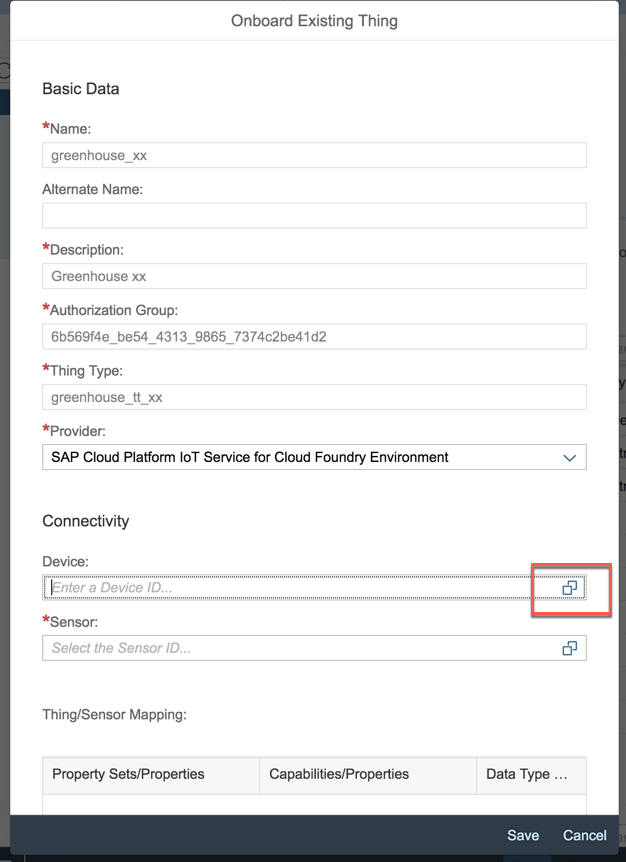 Onboard Existing Thing
Basic Data
*Name:
greenhouse_xx
Alternate Name:
*Description:
Greenhouse xx
*Authorization Group:
6b569f4e_be54_4313_9865_7374c2be41d2
*Thing Type:
greenhouse_tt_xx
*Provider:
SAP Cloud Platform IoT Service for Cloud Foundry Environment
Connectivity
Device:
Enter a Device ID...
*Sensor:
Select the Sensor ID...
Thing/Sensor Mapping:
Property Sets/Properties Capabilities/Properties Data Type ...
Save Cancel